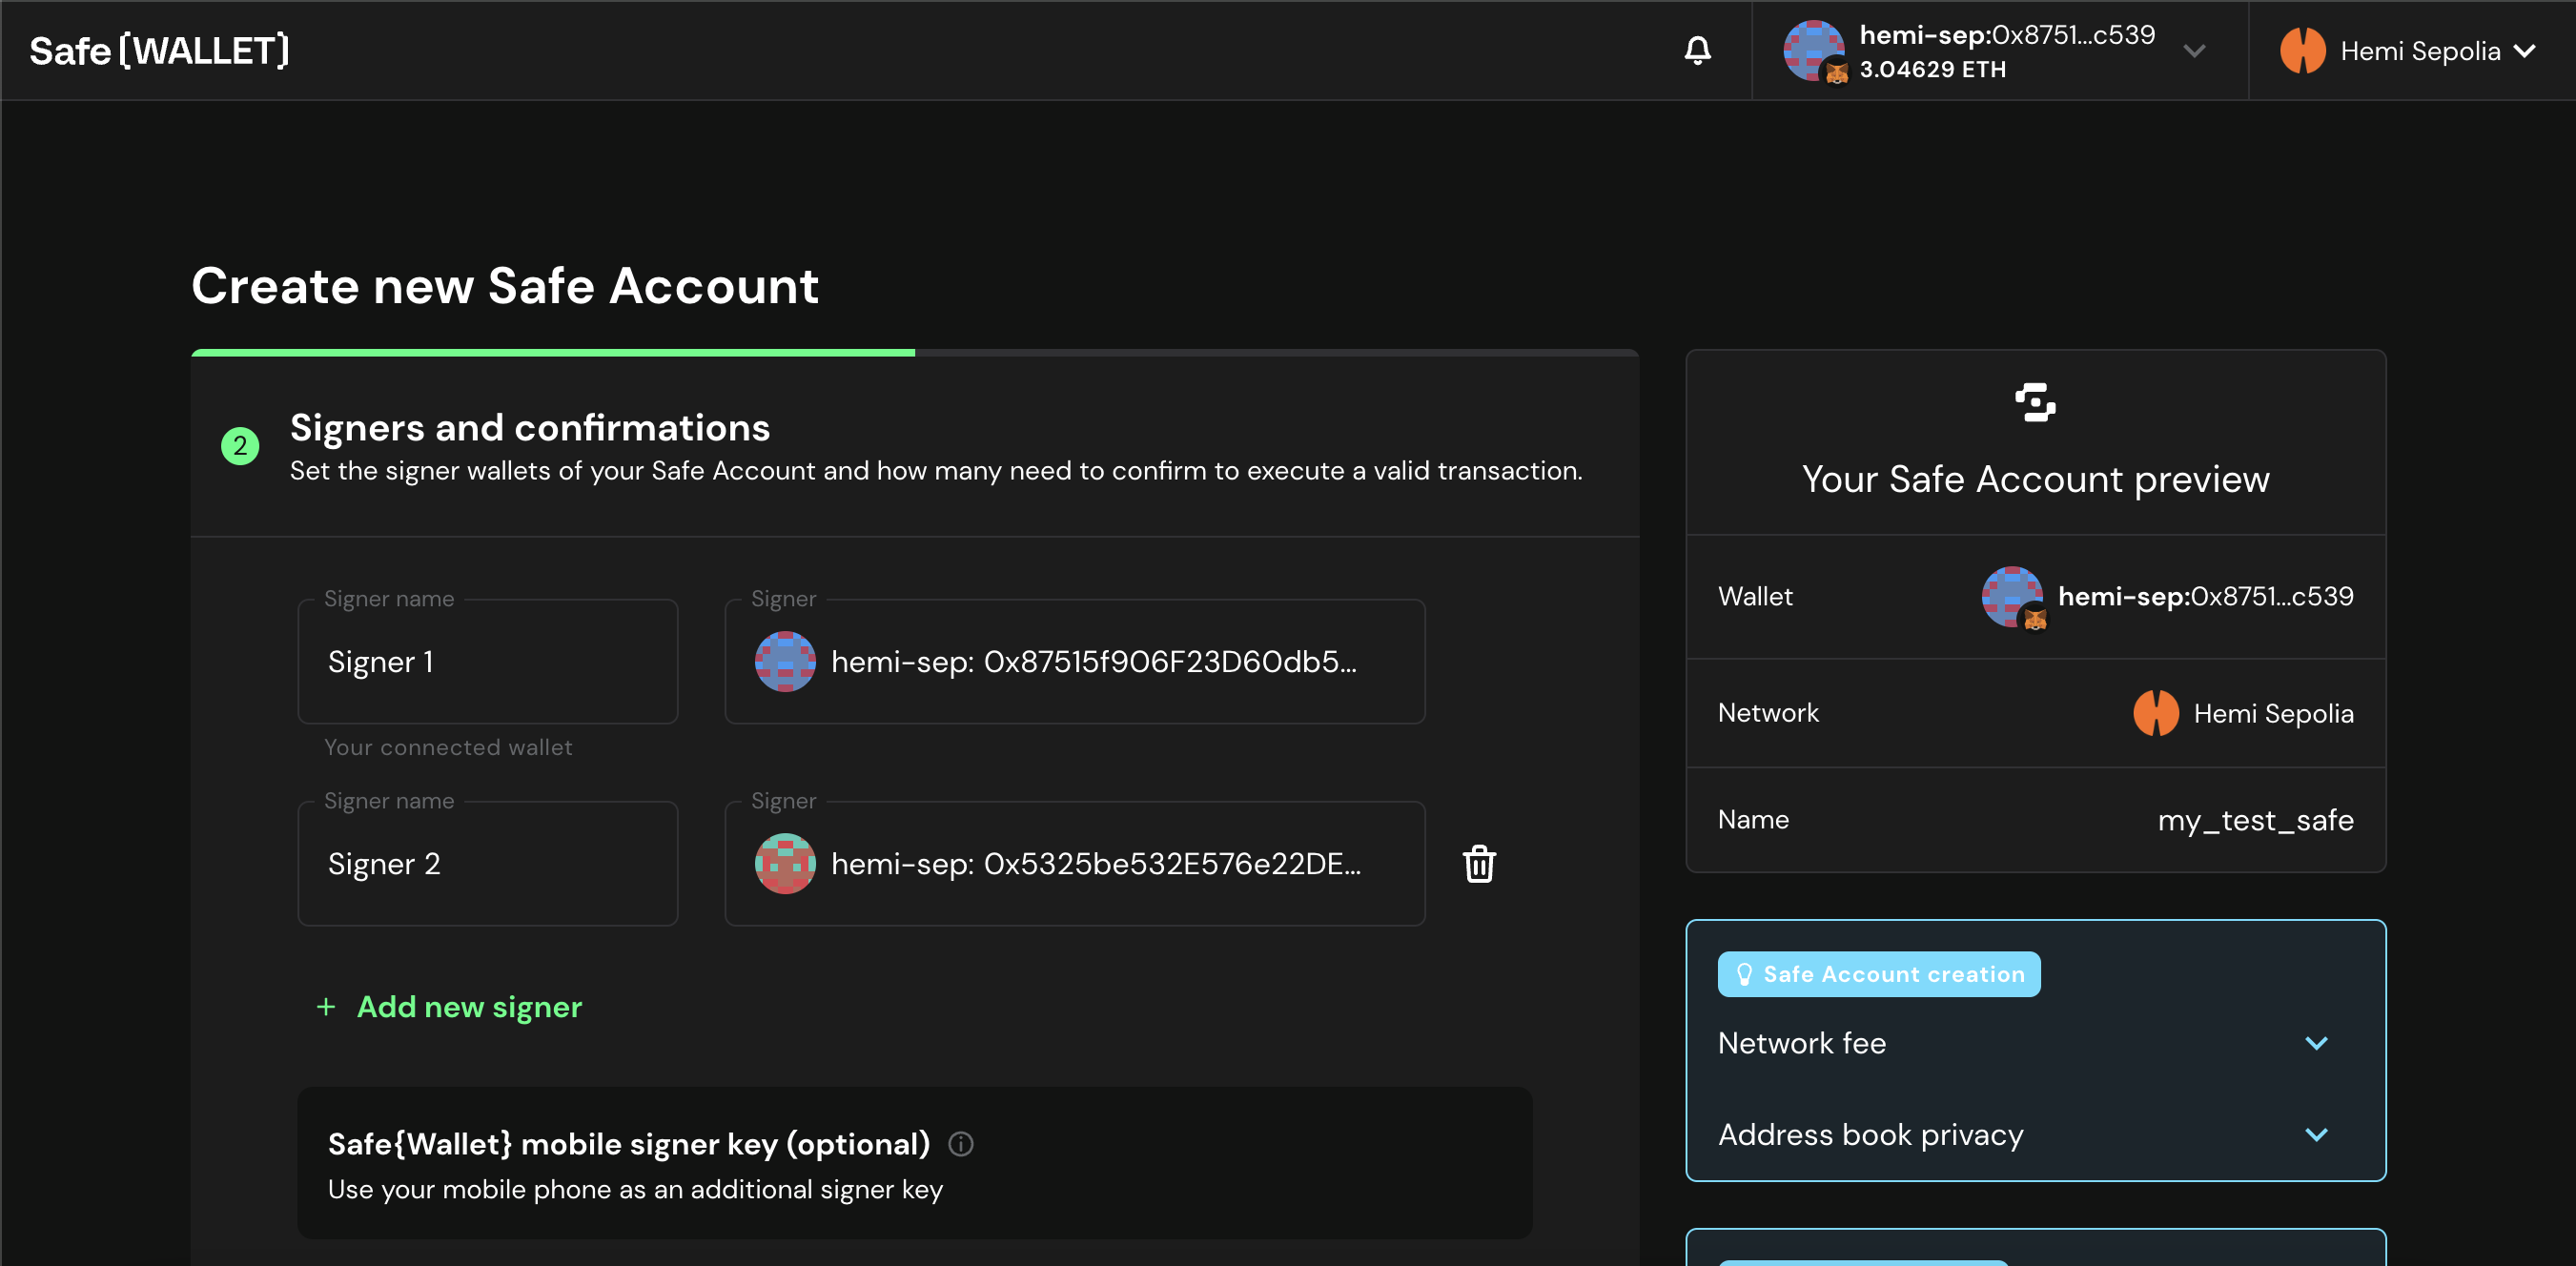 Safe{WALLET}
hemi-sep:0x8751...c539
3.04629 ETH
Hemi Sepolia
Create new Safe Account
2
Signers and confirmations
Set the signer wallets of your Safe Account and how many need to confirm to execute a valid transaction.
Signer name
Signer 1
Signer
hemi-sep: 0x87515f906F23D60db5...
Your connected wallet
Signer name
Signer 2
Signer
hemi-sep: 0x5325be532E576e22DE...
+ Add new signer
Safe{Wallet} mobile signer key (optional)
Use your mobile phone as an additional signer key
Your Safe Account preview
Wallet
hemi-sep:0x8751...c539
Network
Hemi Sepolia
Name
my_test_safe
Safe Account creation
Network fee
Address book privacy